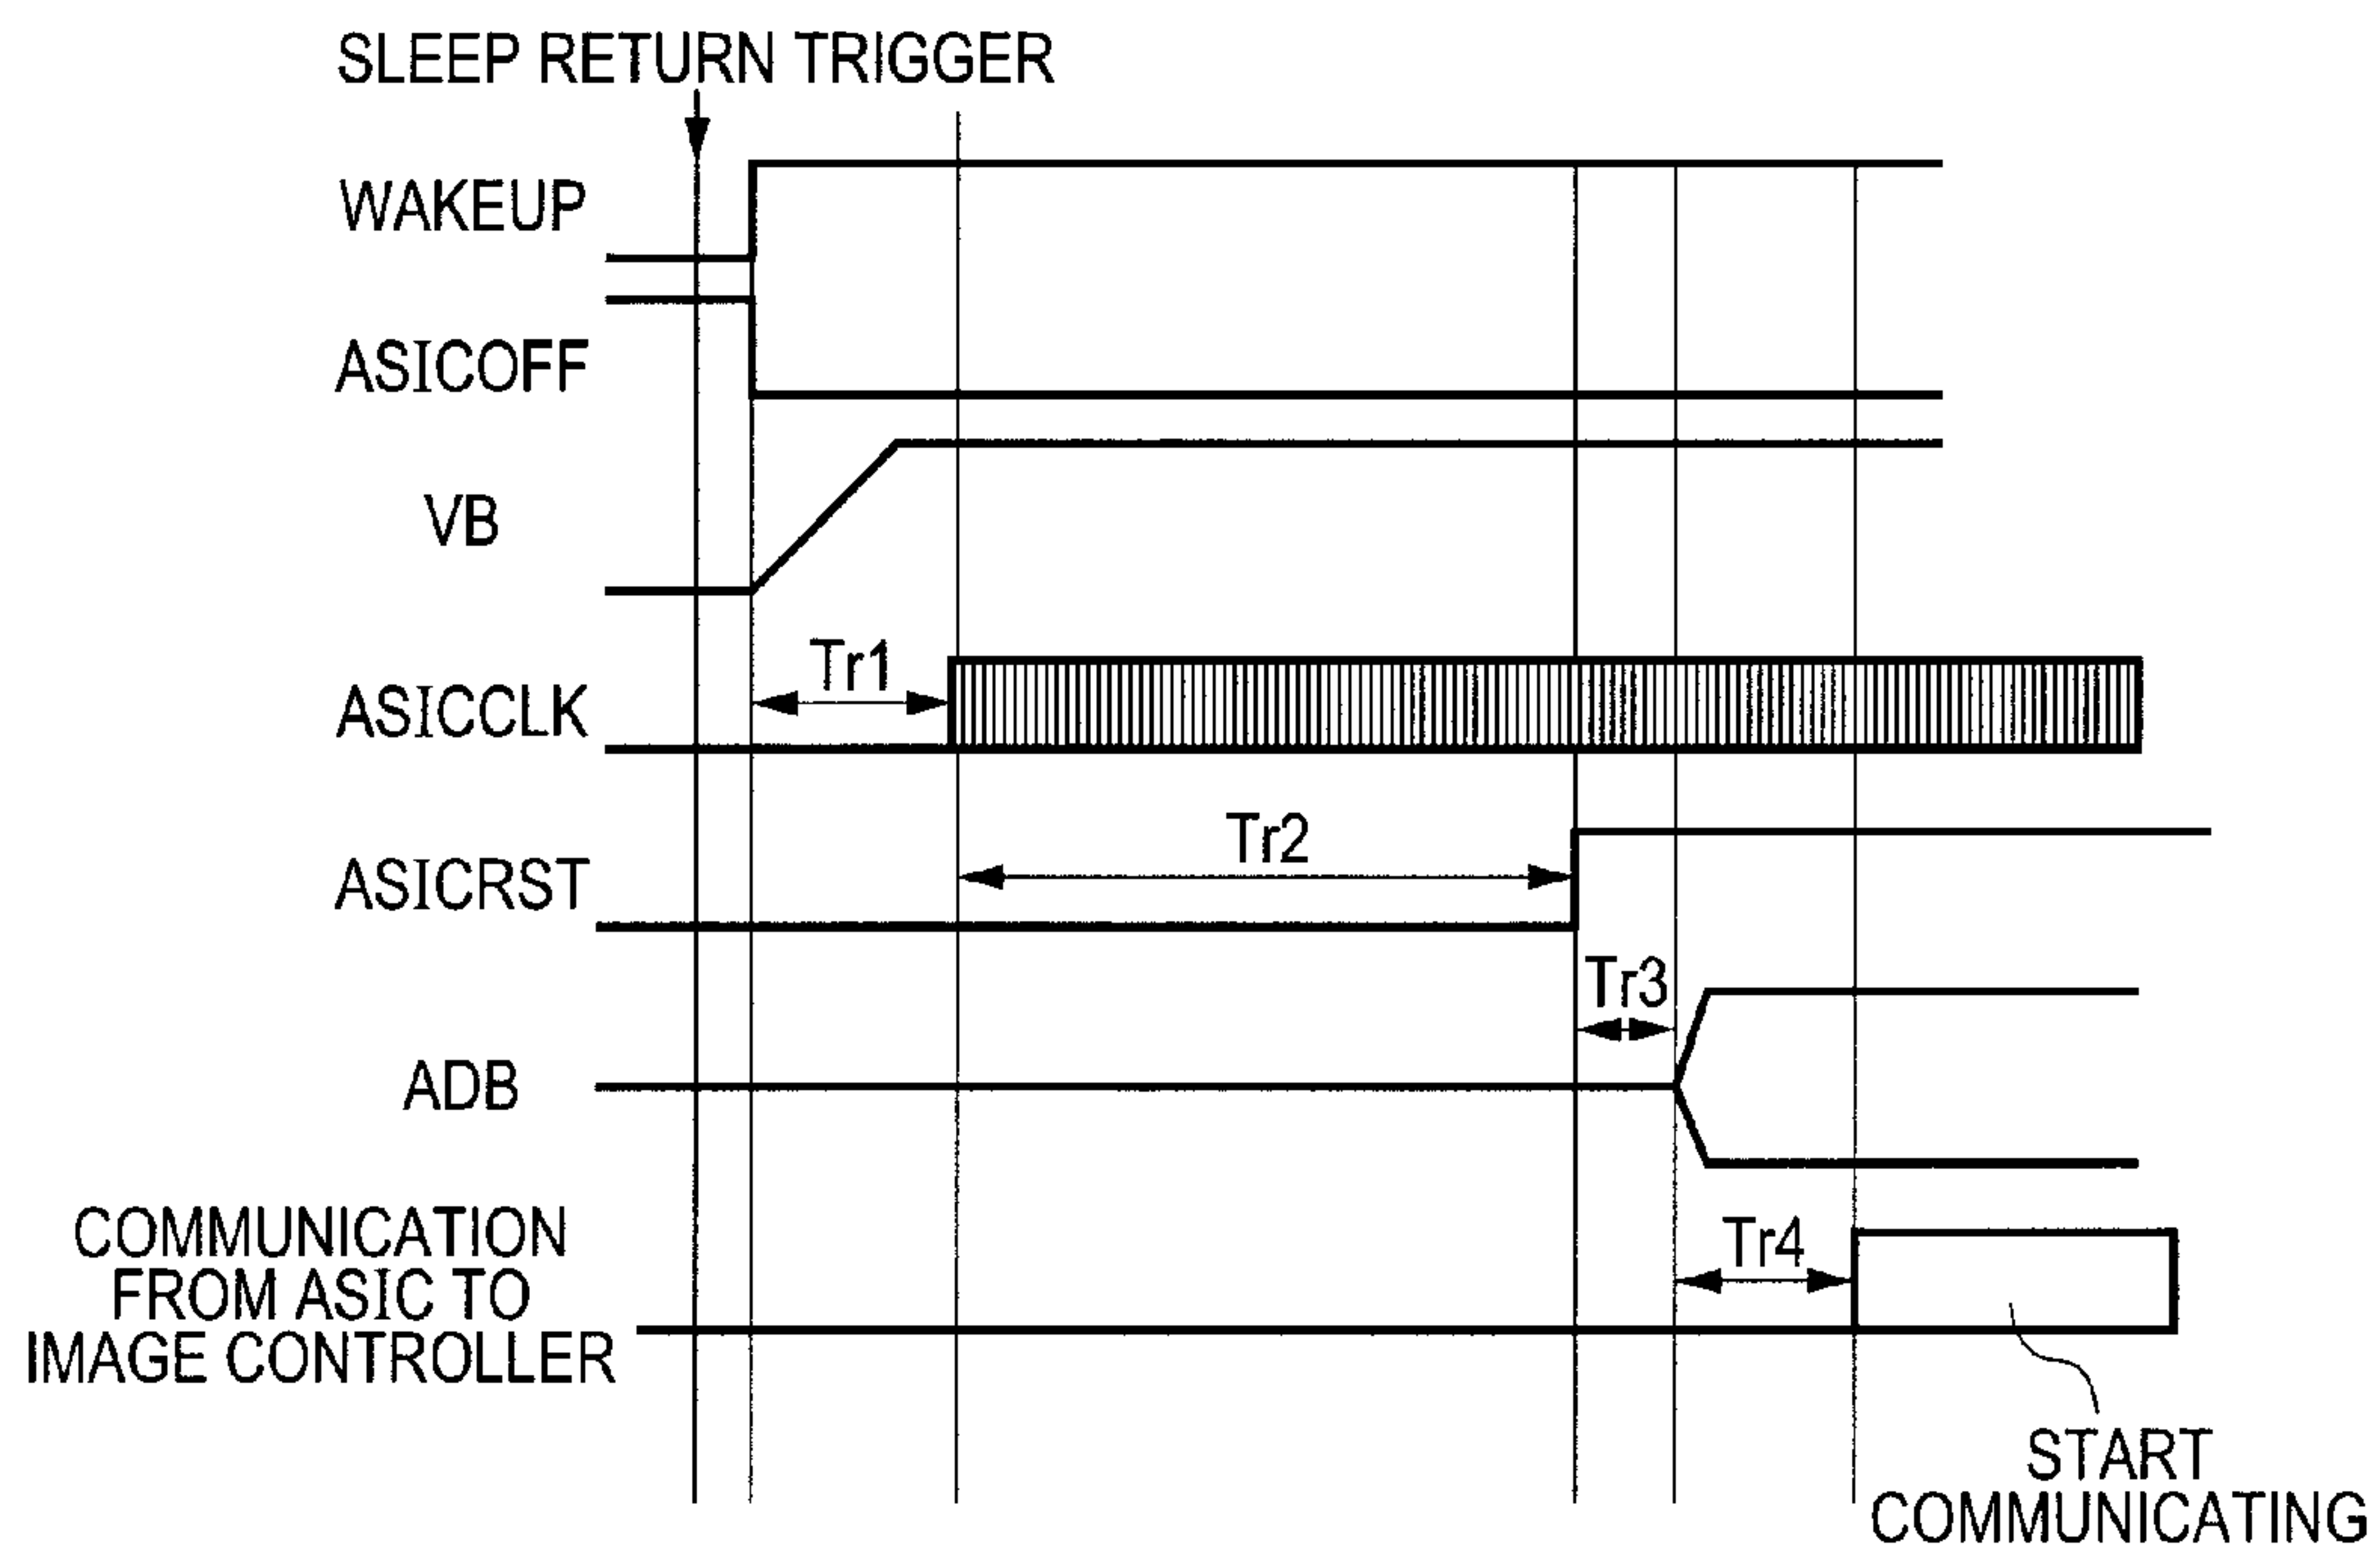 SLEEP RETURN TRIGGER
WAKEUP
ASICOFF
VB
Tr1
ASICCLK
Tr2
ASICRST
Tr3
ADB
COMMUNICATION
FROM ASIC TO
IMAGE CONTROLLER
Tr4
START
COMMUNICATING